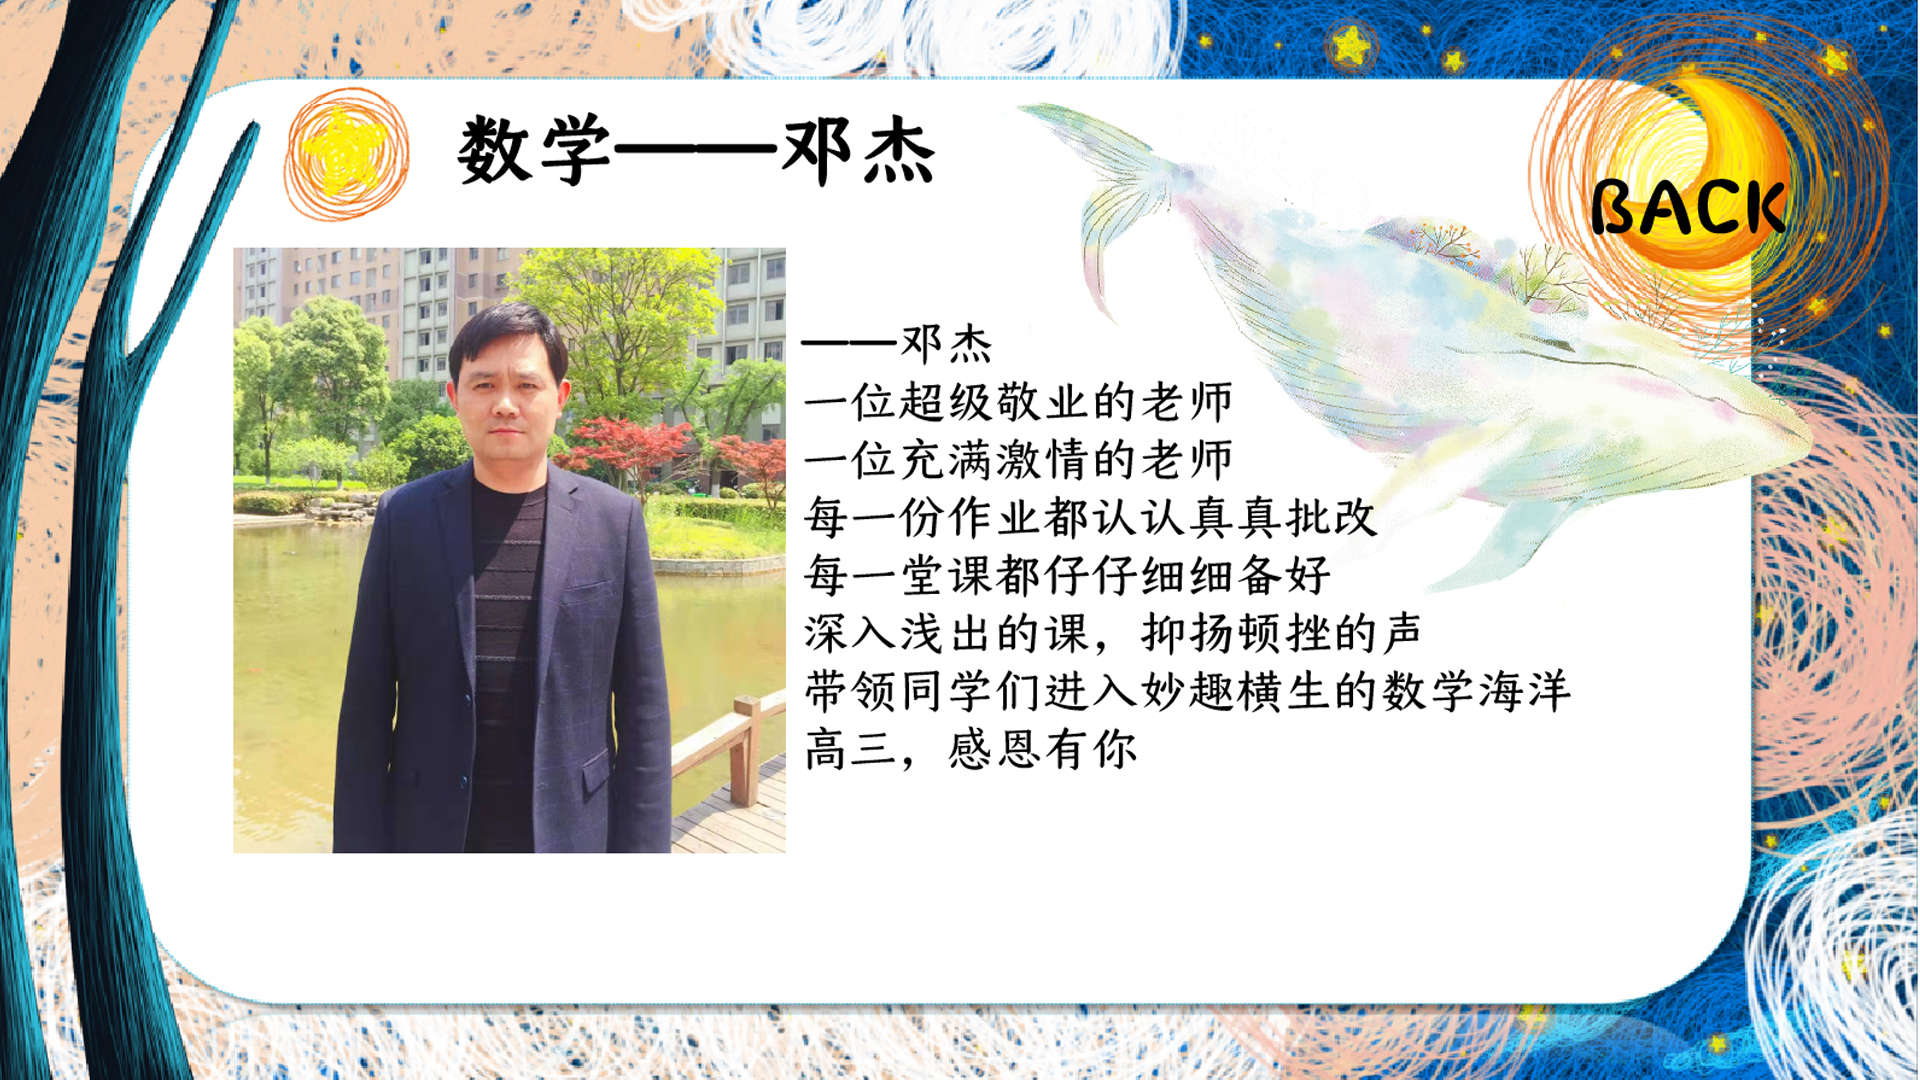 数学——邓杰
BACK
——邓杰
一位超级敬业的老师
一位充满激情的老师
每一份作业都认认真真批改
每一堂课都仔仔细细备好
深入浅出的课，抑扬顿挫的声
带领同学们进入妙趣横生的数学海洋
高三，感恩有你